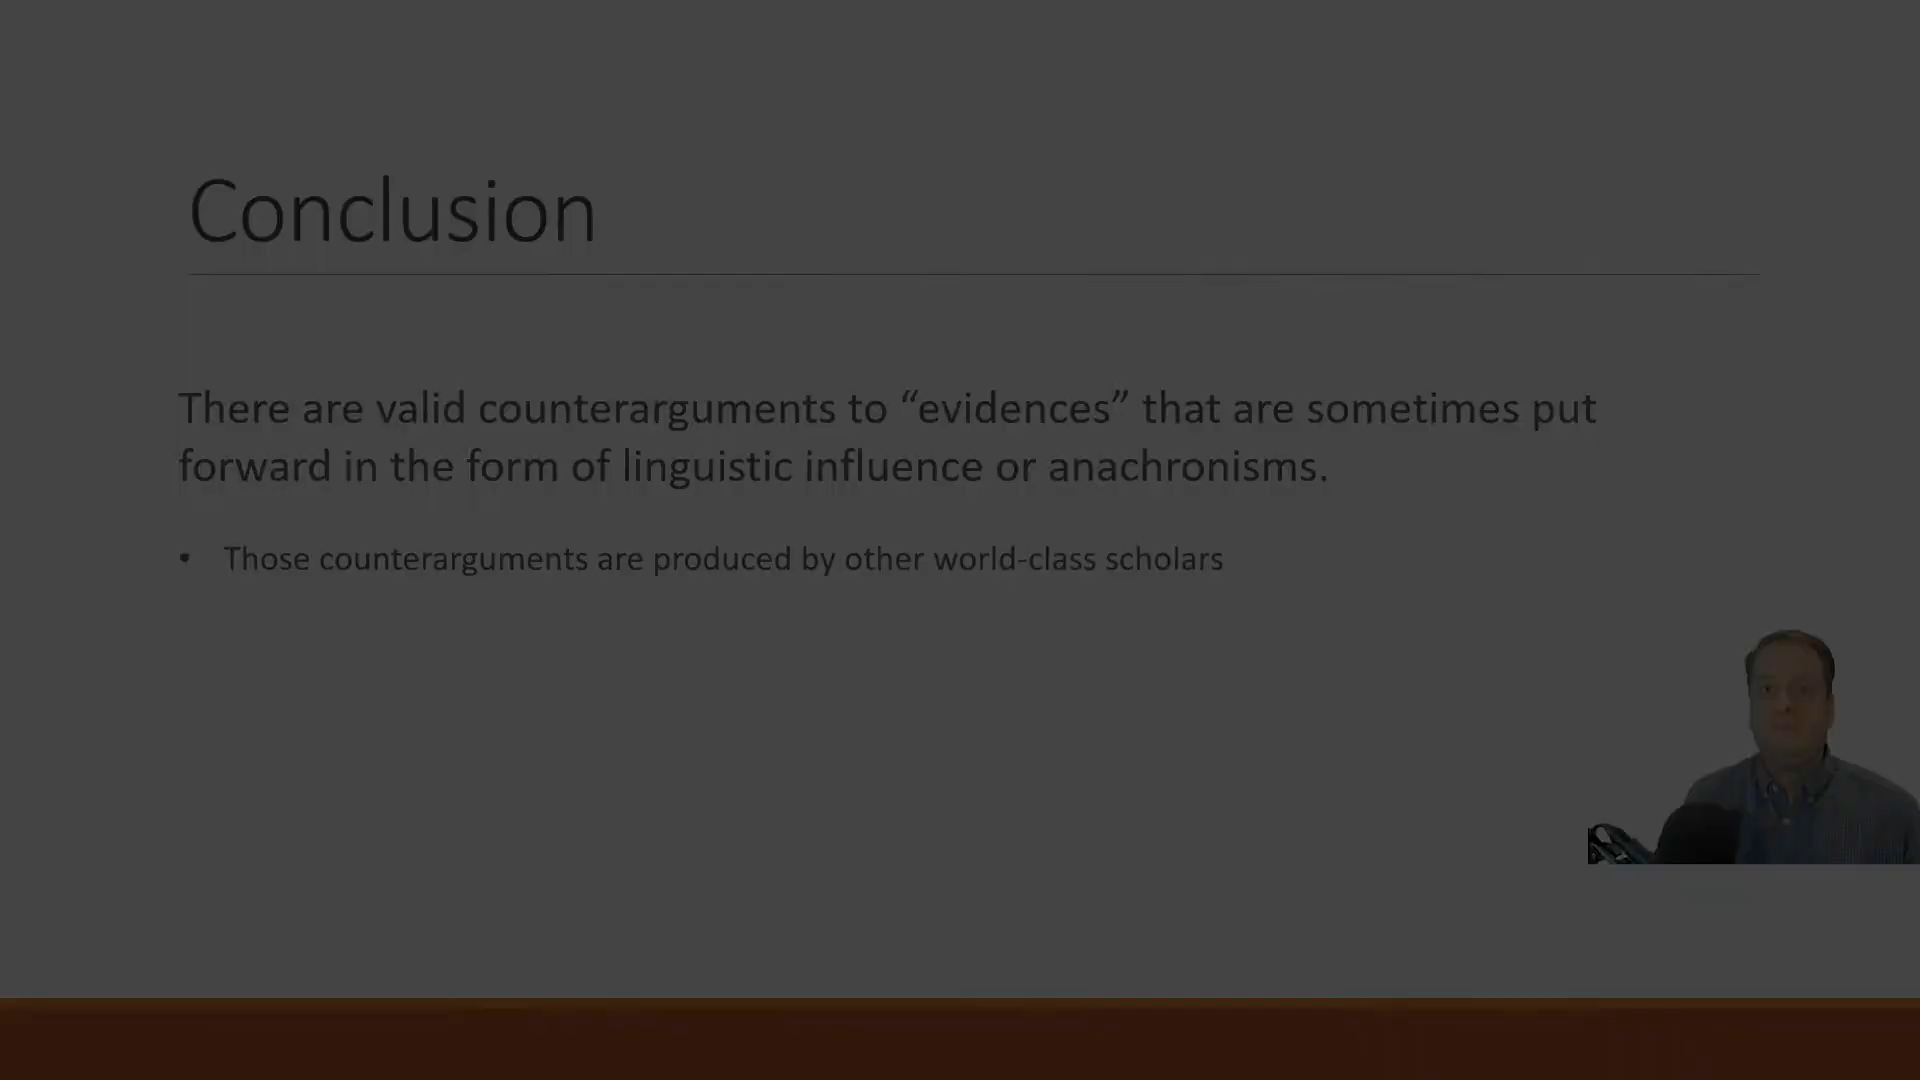 Conclusion
There are valid counterarguments to “evidences” that are sometimes put
forward in the form of linguistic influence or anachronisms.
• Those counterarguments are produced by other world-class scholars